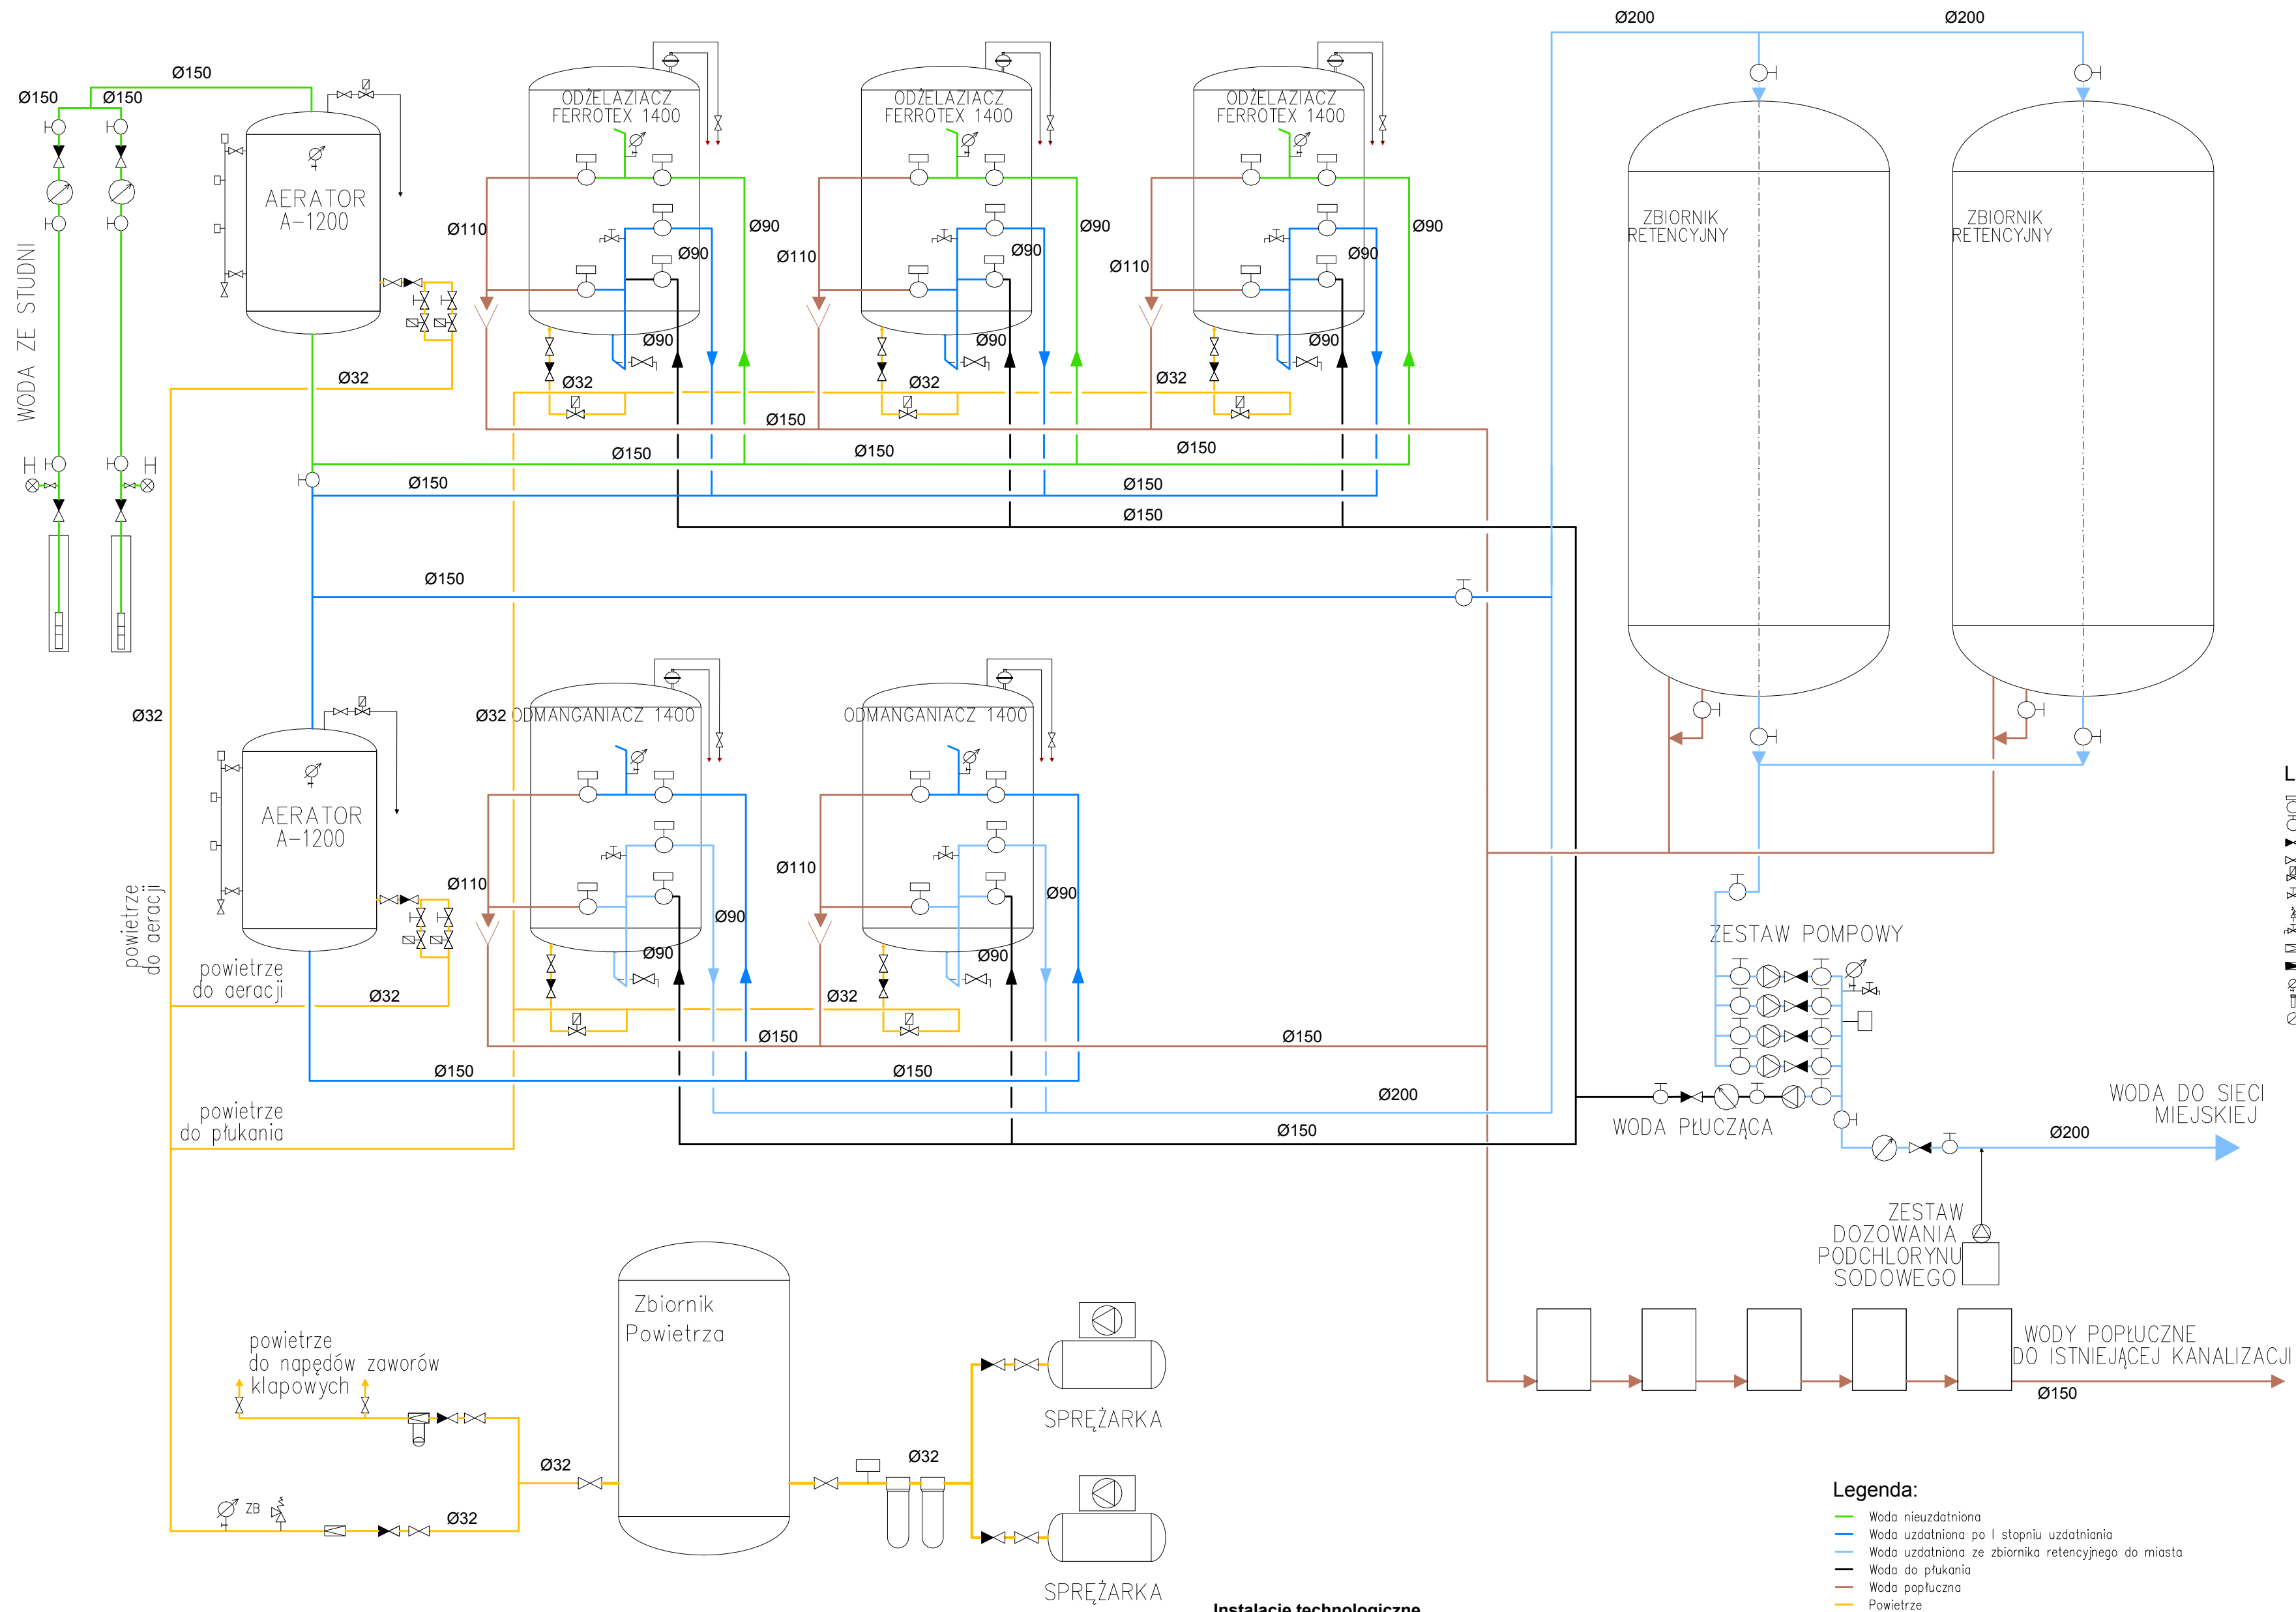 Ø200
Ø200
Ø150
Ø150
Ø150
ODŻELAZIACZ
FERROTEX 1400
ODŻELAZIACZ
FERROTEX 1400
ODŻELAZIACZ
FERROTEX 1400
AERATOR
A-1200
ZBIORNIK
RETENCYJNY
ZBIORNIK
RETENCYJNY
WODA ZE STUDNI
Ø110
Ø90
Ø90
Ø110
Ø90
Ø90
Ø110
Ø90
Ø90
Ø90
Ø90
Ø90
Ø32
Ø32
Ø32
Ø32
Ø150
Ø150
Ø150
Ø150
Ø150
Ø150
Ø150
Ø150
Ø32
Ø32
ODMANGANIACZ 1400
ODMANGANIACZ 1400
AERATOR
A-1200
Ø110
Ø90
Ø90
Ø110
Ø90
Ø90
powietrze
do aeracji
powietrze
do aeracji
Ø32
Ø32
Ø150
Ø150
Ø150
Ø150
Ø200
Ø150
powietrze
do płukania
ZESTAW POMPOWY
WODA PŁUCZĄCA
WODA DO SIECI
MIEJSKIEJ
Ø200
ZESTAW
DOZOWANIA
PODCHLORYNU
SODOWEGO
Zbiornik
Powietrza
powietrze
do napędów zaworów
klapowych
SPRĘŻARKA
Ø32
Ø32
ZB
Ø32
SPRĘŻARKA
WODY POPŁUCZNE
DO ISTNIEJĄCEJ KANALIZACJI
Ø150
Legenda:
Woda nieuzdatniona
Woda uzdatniona po I stopniu uzdatniania
Woda uzdatniona ze zbiornika retencyjnego do miasta
Woda do płukania
Woda popłuczna
Powietrze
Instalacje technologiczne